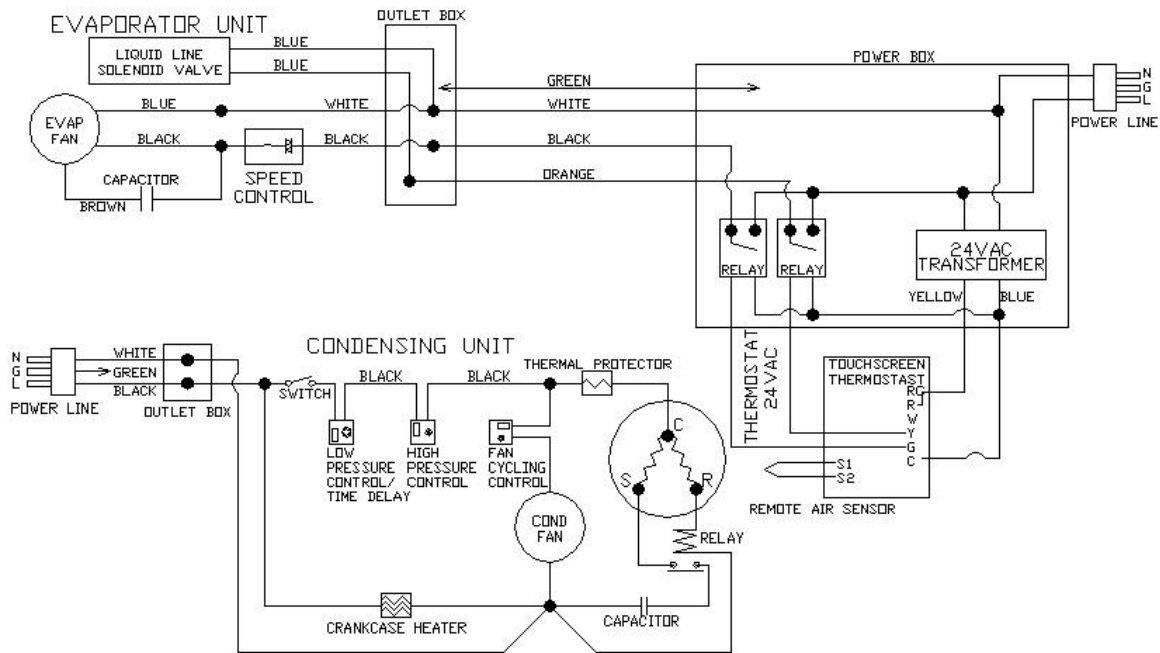 EVAPORATOR UNIT
OUTLET BOX
LIQUID LINE
SOLENOID VALVE
BLUE
BLUE
POWER BOX
GREEN
N
G
L
POWER LINE
BLUE
WHITE
WHITE
EVAP
FAN
BLACK
BLACK
BLACK
SPEED
CONTROL
CAPACITOR
BROWN
ORANGE
RELAY
RELAY
24VAC
TRANSFORMER
YELLOW
BLUE
THERMOSTAT
24VAC
TOUCHSCREEN
THERMOSTAST
RC
R
W
Y
G
C
S1
S2
REMOTE AIR SENSOR
CONDENSING UNIT
N
G
L
POWER LINE
WHITE
GREEN
BLACK
OUTLET BOX
SWITCH
BLACK
BLACK
THERMAL PROTECTOR
LOW
PRESSURE
CONTROL/
TIME DELAY
HIGH
PRESSURE
CONTROL
FAN
CYCLING
CONTROL
C
S
R
COND
FAN
RELAY
CAPACITOR
CRANKCASE HEATER